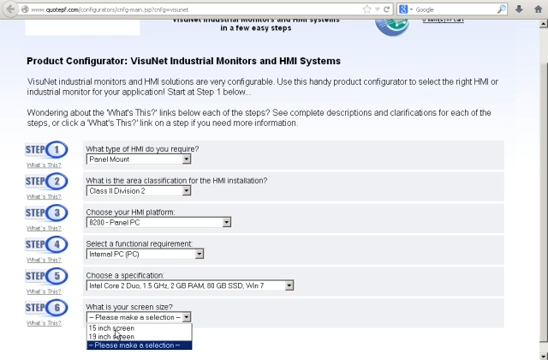 www.quotepf.com/configurators/cnfg-main.jsp?cnfg=visunet
Google
VisuNet Industrial Monitors and HMI systems
in a few easy steps
Product Configurator: VisuNet Industrial Monitors and HMI Systems
VisuNet industrial monitors and HMI solutions are very configurable. Use this handy product configurator to select the right HMI or
industrial monitor for your application! Start at Step 1 below...
Wondering about the 'What's This?' links below each of the steps? See complete descriptions and clarifications for each of the
steps, or click a 'What's This?' link on a step if you need more information.
STEP 1
What type of HMI do you require?
Panel Mount
What's This?
STEP 2
What is the area classification for the HMI installation?
Class II Division 2
What's This?
STEP 3
Choose your HMI platform:
8200 - Panel PC
What's This?
STEP 4
Select a functional requirement:
Internal PC (PC)
What's This?
STEP 5
Choose a specification:
Intel Core 2 Duo, 1.5 GHz, 2 GB RAM, 80 GB SSD, Win 7
What's This?
STEP 6
What is your screen size?
-- Please make a selection --
What's This?
15 inch screen
19 inch screen
-- Please make a selection --